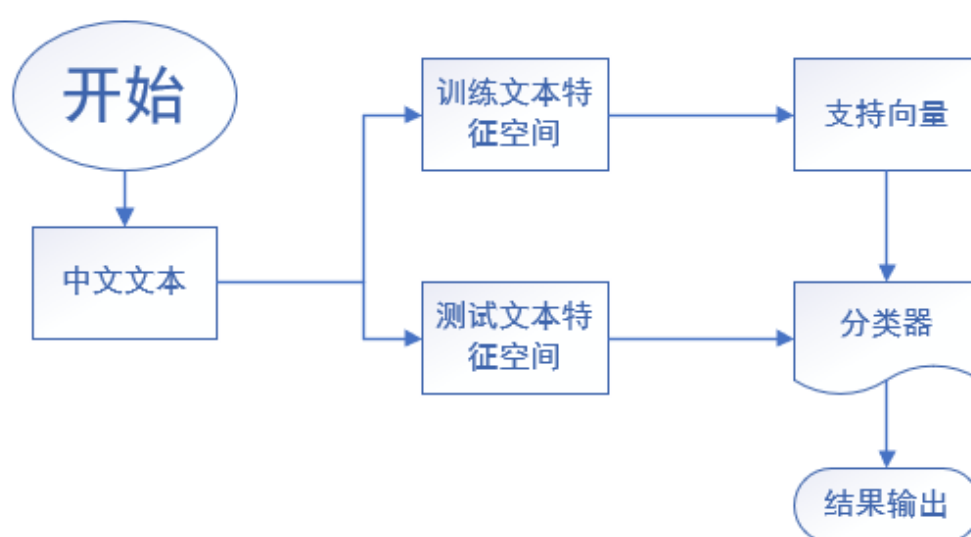 开始
训练文本特
征空间
支持向量
中文文本
测试文本特
征空间
分类器
结果输出